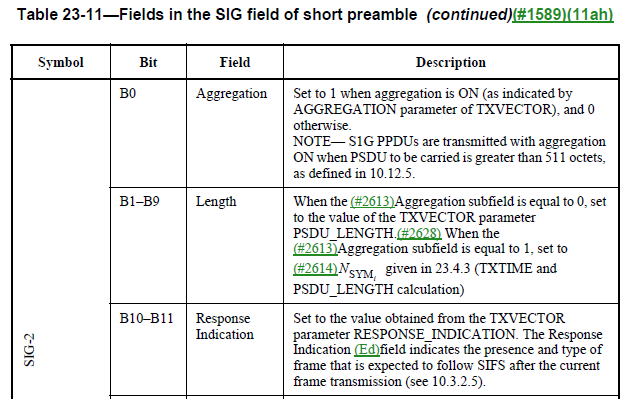 Table 23-11—Fields in the SIG field of short preamble (continued)(#1589)(11ah)
Symbol Bit Field Description
SIG-2
B0 Aggregation Set to 1 when aggregation is ON (as indicated by
AGGREGATION parameter of TXVECTOR), and 0
otherwise.
NOTE— S1G PPDUs are transmitted with aggregation
ON when PSDU to be carried is greater than 511 octets,
as defined in 10.12.5.
B1–B9 Length When the (#2613)Aggregation subfield is equal to 0, set
to the value of the TXVECTOR parameter
PSDU_LENGTH.(#2628) When the
(#2613)Aggregation subfield is equal to 1, set to
(#2614)NSYM, given in 23.4.3 (TXTIME and
PSDU_LENGTH calculation)
B10–B11 Response Set to the value obtained from the TXVECTOR
Indication parameter RESPONSE_INDICATION. The Response
Indication (Ed)field indicates the presence and type of
frame that is expected to follow SIFS after the current
frame transmission (see 10.3.2.5).